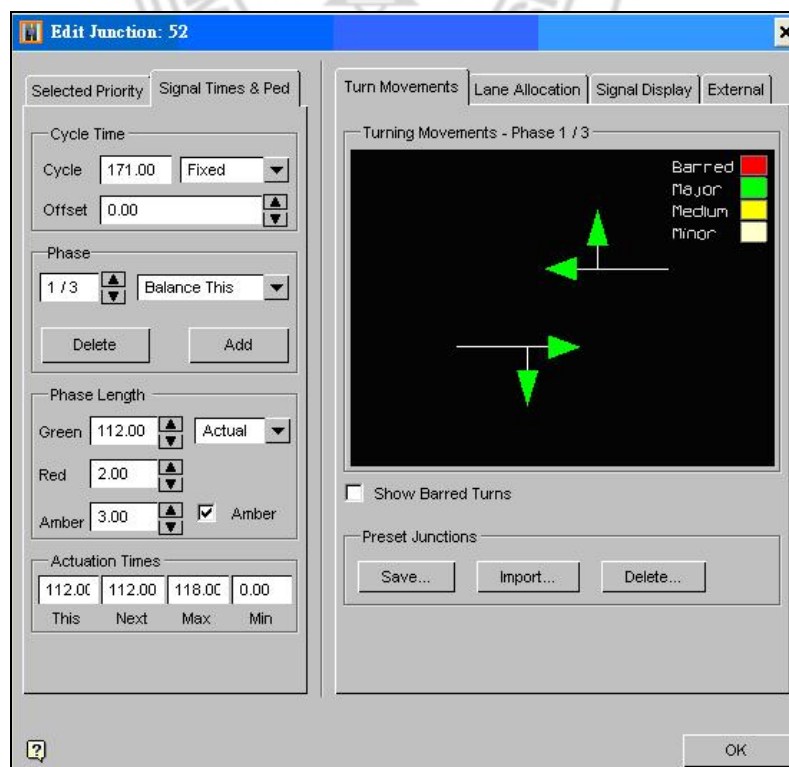 Edit Junction: 52
Selected Priority
Signal Times & Ped
Cycle Time
Cycle 171.00 Fixed
Offset 0.00
Phase
1 / 3 Balance This
Delete Add
Phase Length
Green 112.00 Actual
Red 2.00
Amber 3.00 Amber
Actuation Times
112.00 112.00 118.00 0.00
This Next Max Min
Turn Movements
Lane Allocation
Signal Display
External
Turning Movements - Phase 1 / 3
Barred
Major
Medium
Minor
Show Barred Turns
Preset Junctions
Save... Import... Delete...
OK